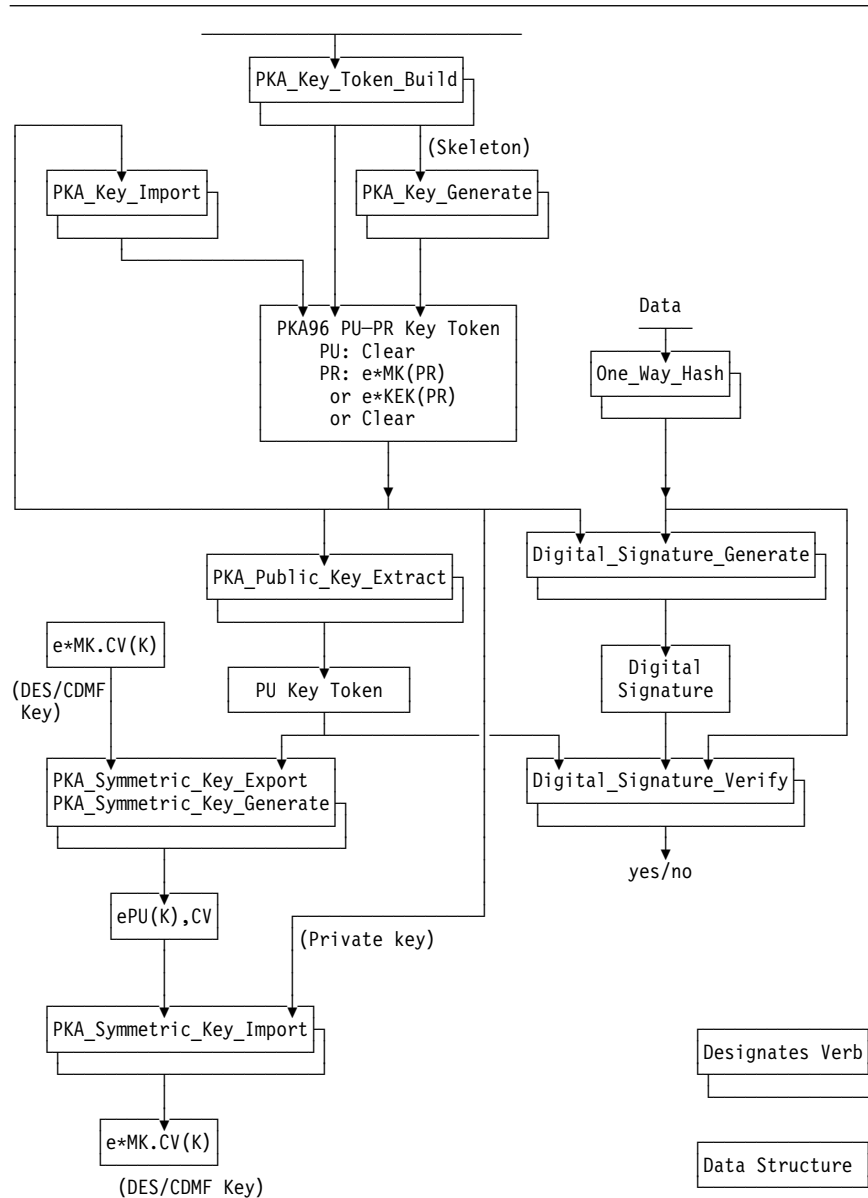 PKA_Key_Token_Build
(Skeleton)
PKA_Key_Import
PKA_Key_Generate
Data
PKA96 PU—PR Key Token
PU: Clear
PR: e*MK(PR)
or e*KEK(PR)
or Clear
One_Way_Hash
Digital_Signature_Generate
PKA_Public_Key_Extract
e*MK.CV(K)
(DES/CDMF
Key)
PU Key Token
Digital
Signature
PKA_Symmetric_Key_Export
PKA_Symmetric_Key_Generate
Digital_Signature_Verify
yes/no
ePU(K),CV
(Private key)
PKA_Symmetric_Key_Import
Designates Verb
e*MK.CV(K)
(DES/CDMF Key)
Data Structure